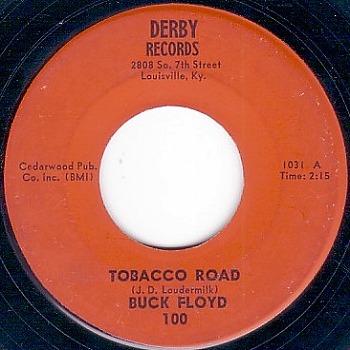 DERBY
RECORDS
2808 So. 7th Street
Louisville, Ky.
Cedarwood Pub.
Co. Inc. (BMI)
1031 A
Time: 2:15
TOBACCO ROAD
(J. D. Loudermilk)
BUCK FLOYD
100